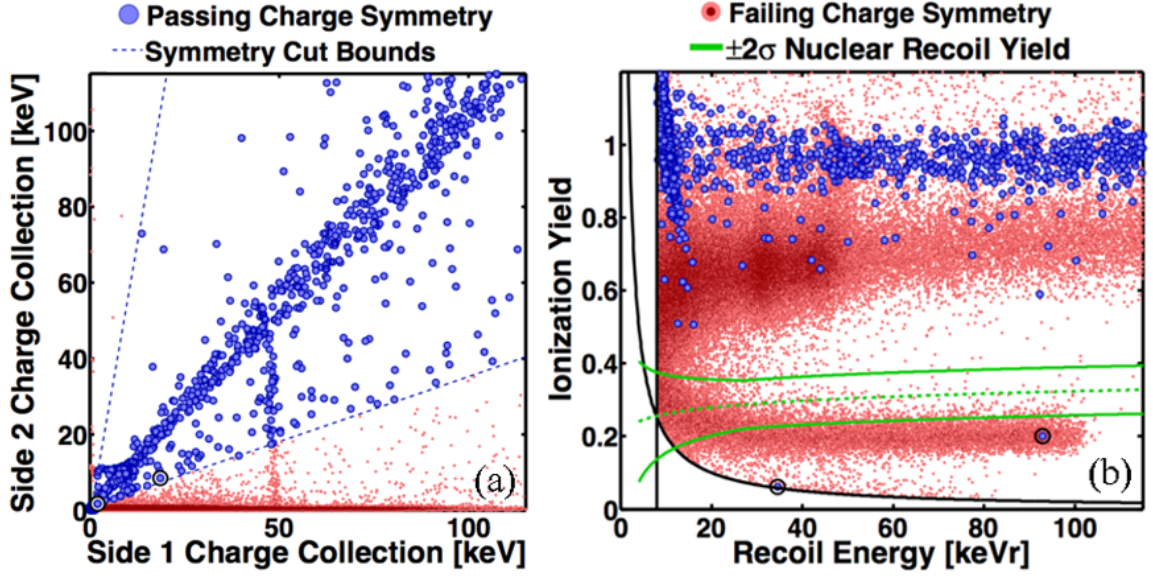 Passing Charge Symmetry
Symmetry Cut Bounds
Side 2 Charge Collection [keV]
100
80
60
40
20
0
0
50
100
(a)
Side 1 Charge Collection [keV]
Failing Charge Symmetry
±2σ Nuclear Recoil Yield
Ionization Yield
1
0.8
0.6
0.4
0.2
0
0
20
40
60
80
100
(b)
Recoil Energy [keVr]